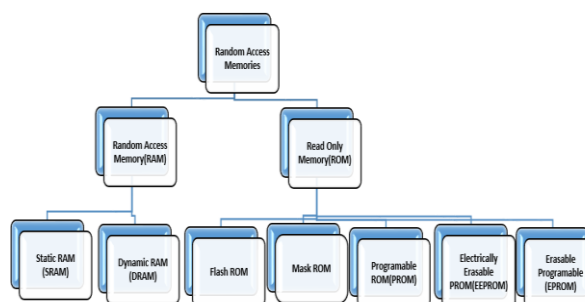 Random Access
Memories
Random Access
Memory(RAM)
Read Only
Memory(ROM)
Static RAM
(SRAM)
Dynamic RAM
(DRAM)
Flash ROM
Mask ROM
Programable
ROM(PROM)
Electrically
Erasable
PROM(EEPROM)
Erasable
Programable
(EPROM)